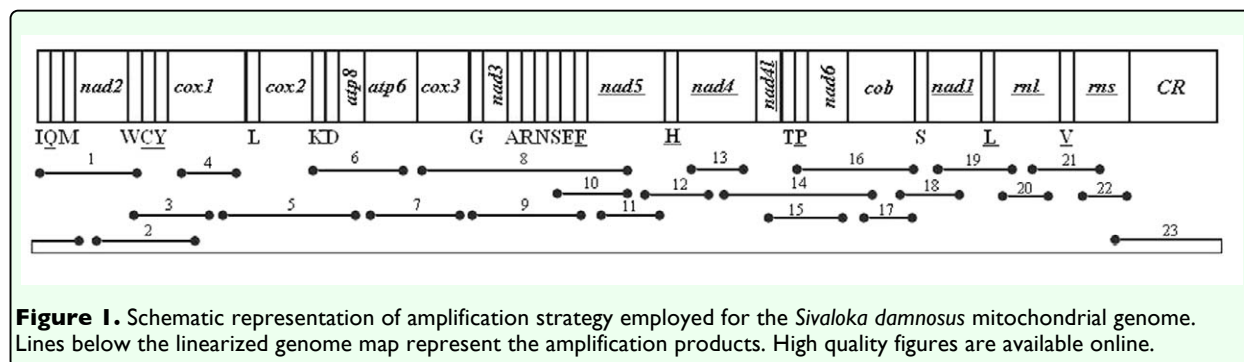 nad2 cox1 cox2 atp8 atp6 cox3 nad3 nad5 nad4 nad4l nad6 cob nad1 rnl rns CR
IQM WCY L KD G ARNSEF H TP S L V
1 4 6 8 13 16 19 21
10 12 14 18 20 22
3 5 7 9 11 15 17
2 23
Figure 1. Schematic representation of amplification strategy employed for the Sivaloka damnosus mitochondrial genome.
Lines below the linearized genome map represent the amplification products. High quality figures are available online.